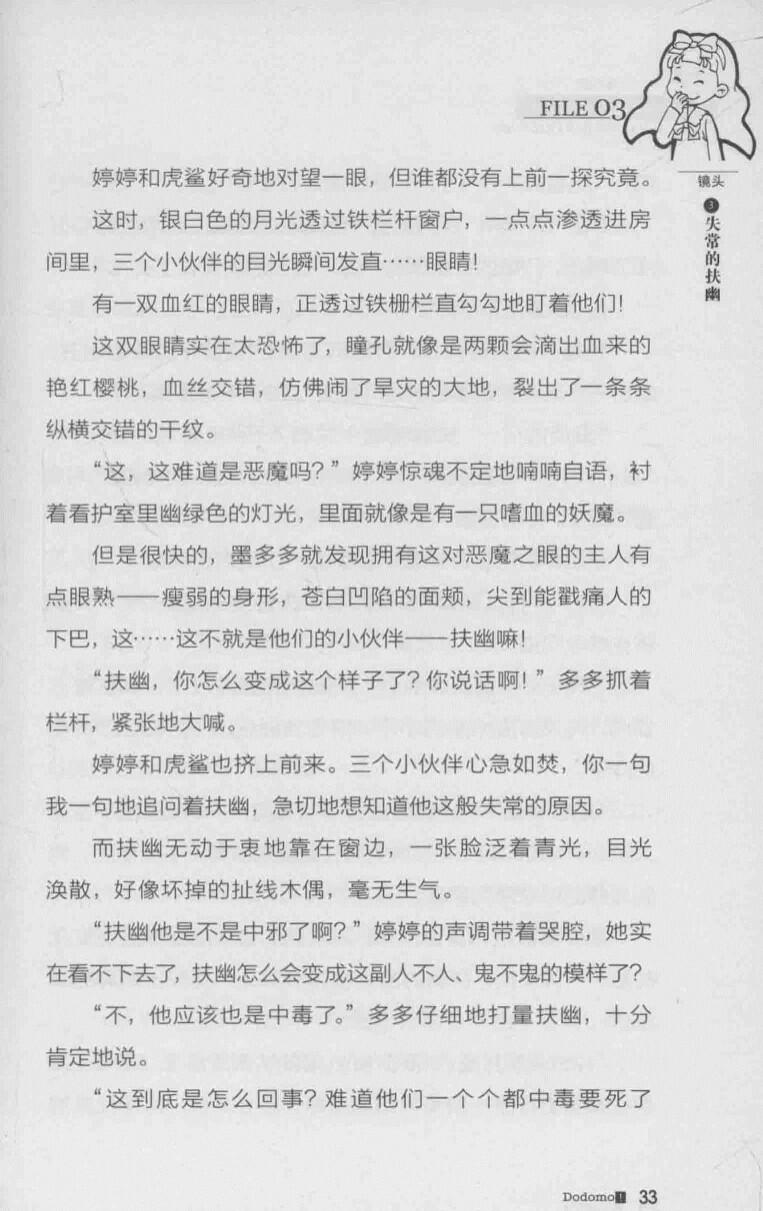 FILE 03
镜头
3
失常的扶幽
婷婷和虎鲨好奇地对望一眼，但谁都没有上前一探究竟。
这时，银白色的月光透过铁栏杆窗户，一点点渗透进房
间里，三个小伙伴的目光瞬间发直……眼睛！
有一双血红的眼睛，正透过铁栅栏直勾勾地盯着他们！
这双眼睛实在太恐怖了，瞳孔就像是两颗会滴出血来的
艳红樱桃，血丝交错，仿佛闹了旱灾的大地，裂出了一条条
纵横交错的干纹。
“这，这难道是恶魔吗？”婷婷惊魂不定地喃喃自语，衬
着看护室里幽绿色的灯光，里面就像是有一只嗜血的妖魔。
但是很快的，墨多多就发现拥有这对恶魔之眼的主人有
点眼熟——瘦弱的身形，苍白凹陷的面颊，尖到能戳痛人的
下巴，这……这不就是他们的小伙伴——扶幽嘛！
“扶幽，你怎么变成这个样子了？你说话啊！”多多抓着
栏杆，紧张地大喊。
婷婷和虎鲨也挤上前来。三个小伙伴心急如焚，你一句
我一句地追问着扶幽，急切地想知道他这般失常的原因。
而扶幽无动于衷地靠在窗边，一张脸泛着青光，目光
涣散，好像坏掉的扯线木偶，毫无生气。
“扶幽他是不是中邪了啊？”婷婷的声调带着哭腔，她实
在看不下去了，扶幽怎么会变成这副人不人、鬼不鬼的模样了？
“不，他应该也是中毒了。”多多仔细地打量扶幽，十分
肯定地说。
“这到底是怎么回事？难道他们一个个都中毒要死了
Dodomo! 33